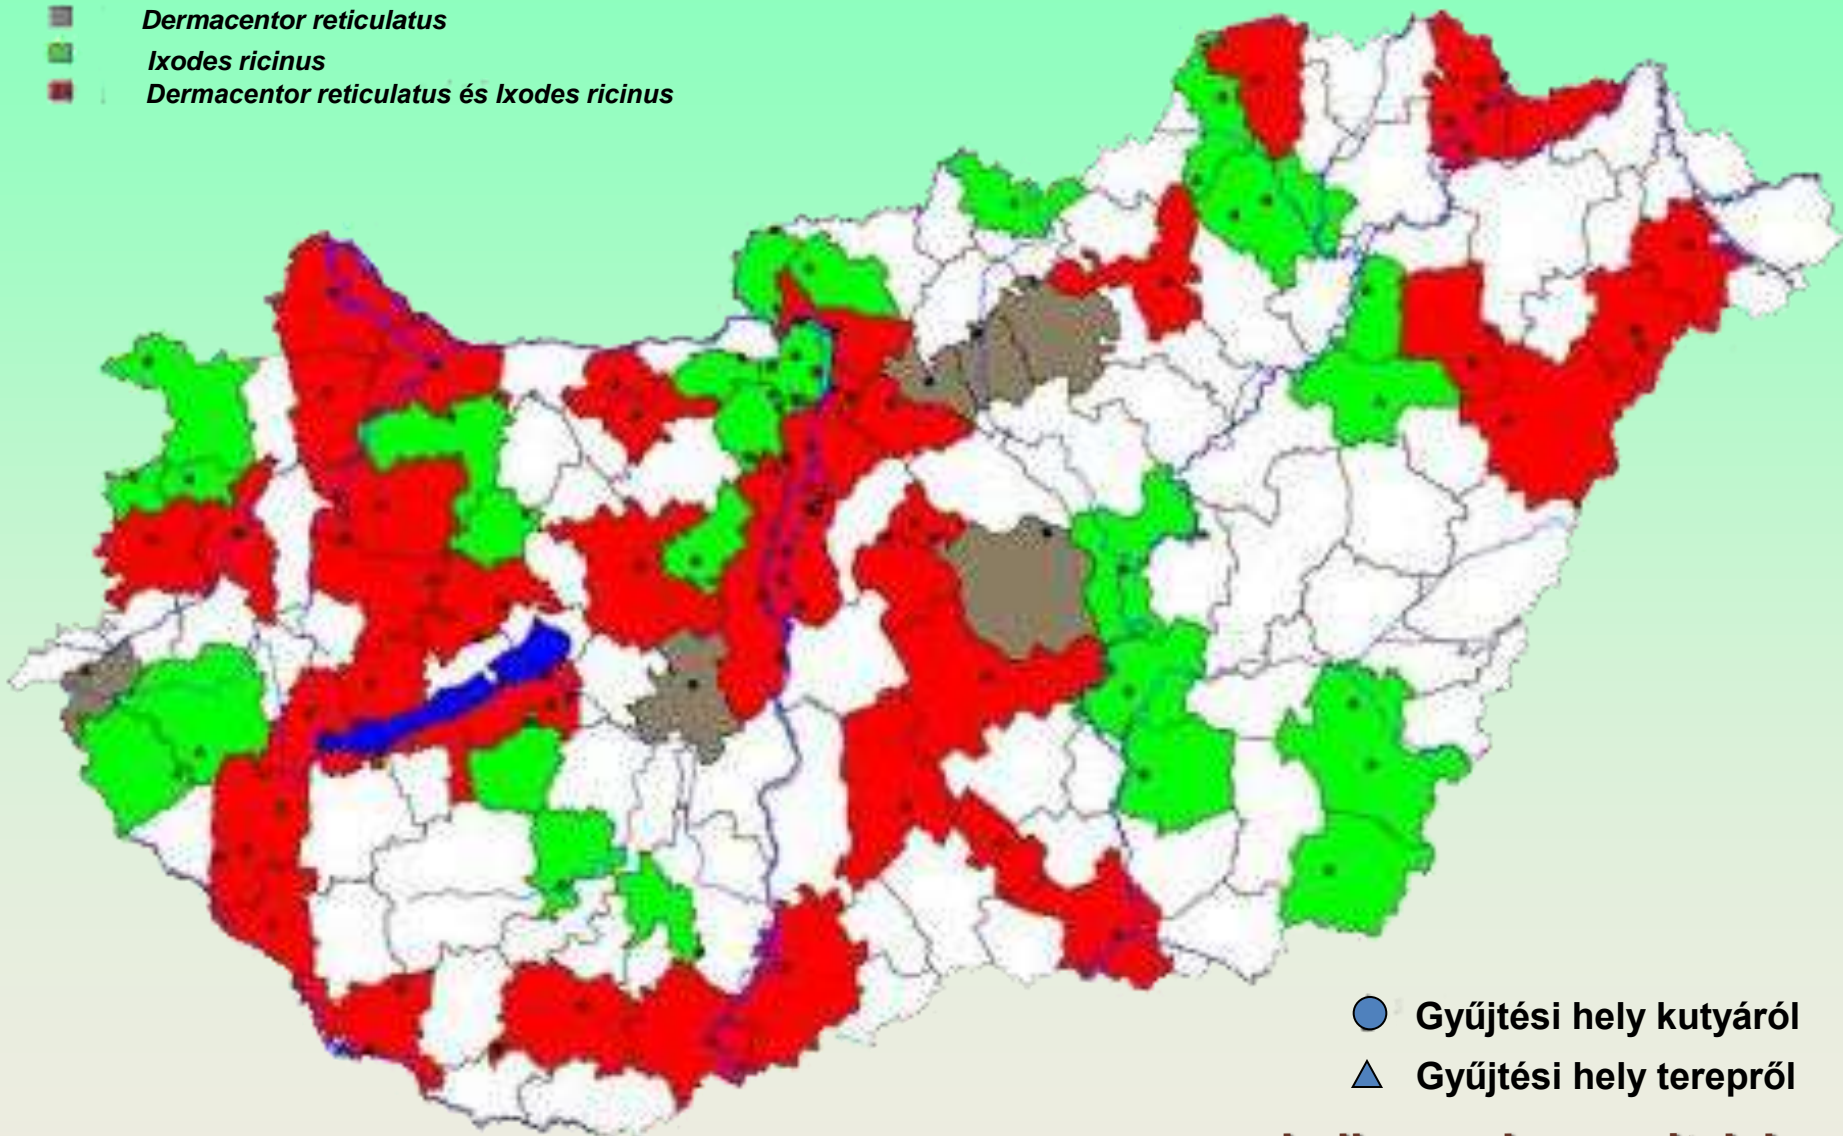 Dermacentor reticulatus
Ixodes ricinus
Dermacentor reticulatus és Ixodes ricinus
Gyűjtési hely kutyáról
Gyűjtési hely terepről